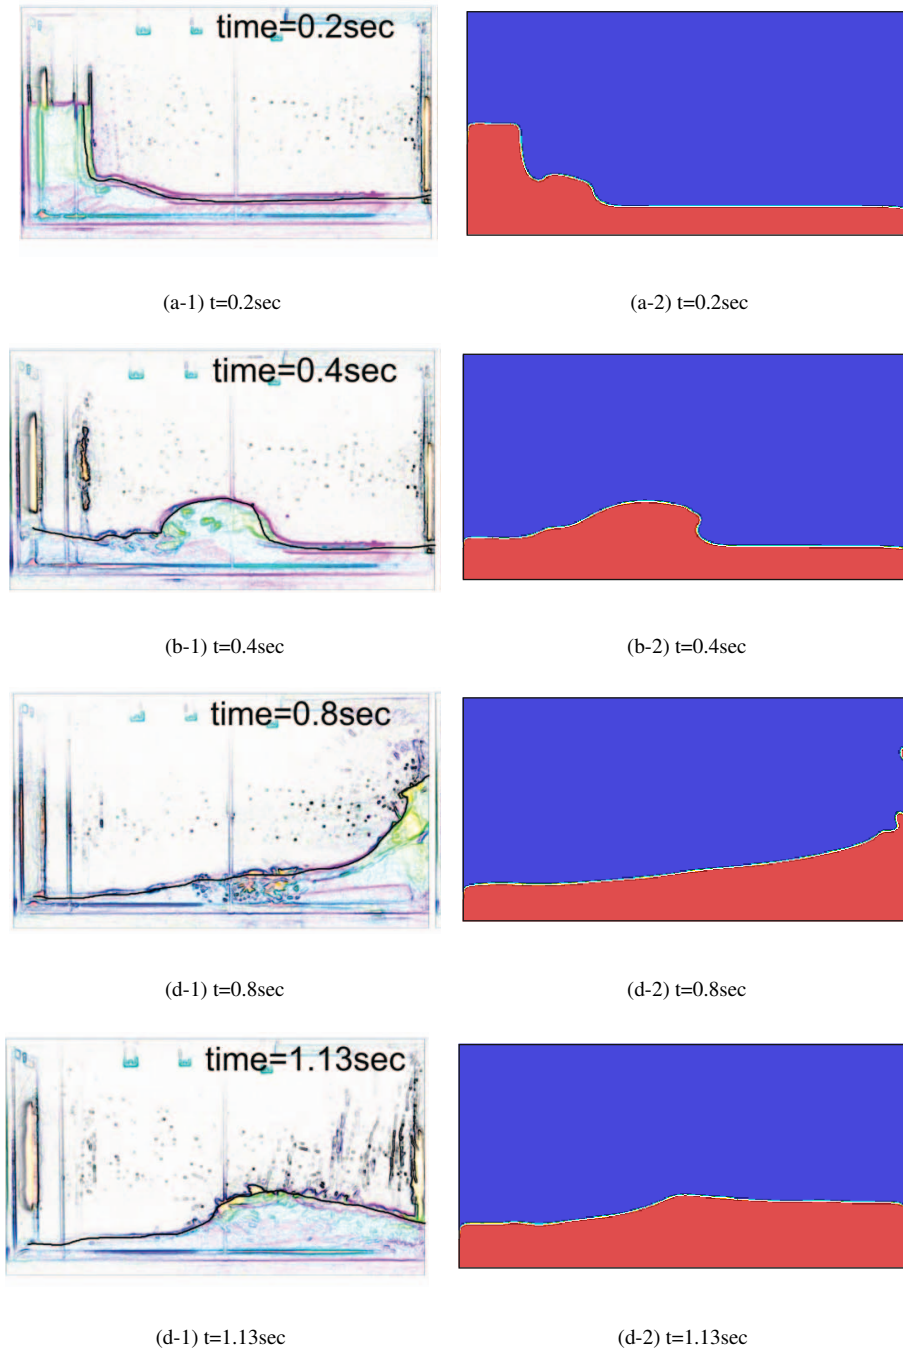 time=0.2sec
(a-1) t=0.2sec
(a-2) t=0.2sec
time=0.4sec
(b-1) t=0.4sec
(b-2) t=0.4sec
time=0.8sec
(d-1) t=0.8sec
(d-2) t=0.8sec
time=1.13sec
(d-1) t=1.13sec
(d-2) t=1.13sec